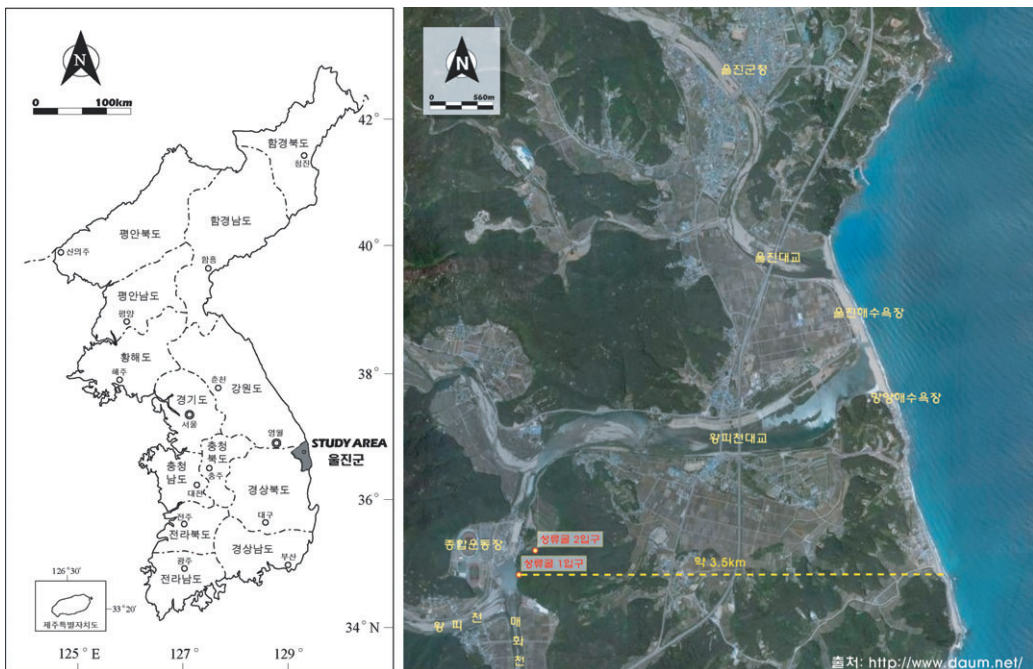 N
0 100km
42°
함경북도
청진
함경남도
평안북도
신의주
40°
함흥
평안남도
평양
황해도
해주
38°
춘천
강원도
경기도
서울
영월
STUDY AREA
울진군
충청
북도
충청
남도
충주
대전
경상북도
36°
전주
대구
전라북도
경상남도
부산
광주
전라남도
126°30'
33°20'
제주특별자치도
34°N
125°E
127°
129°
N
0 560m
울진군청
울진대교
울진해수욕장
망양해수욕장
왕피천대교
종합운동장
상류굴 2입구
상류굴 1입구
약 3.5km
왕피천
매화천
출처: http://www.daum.net/